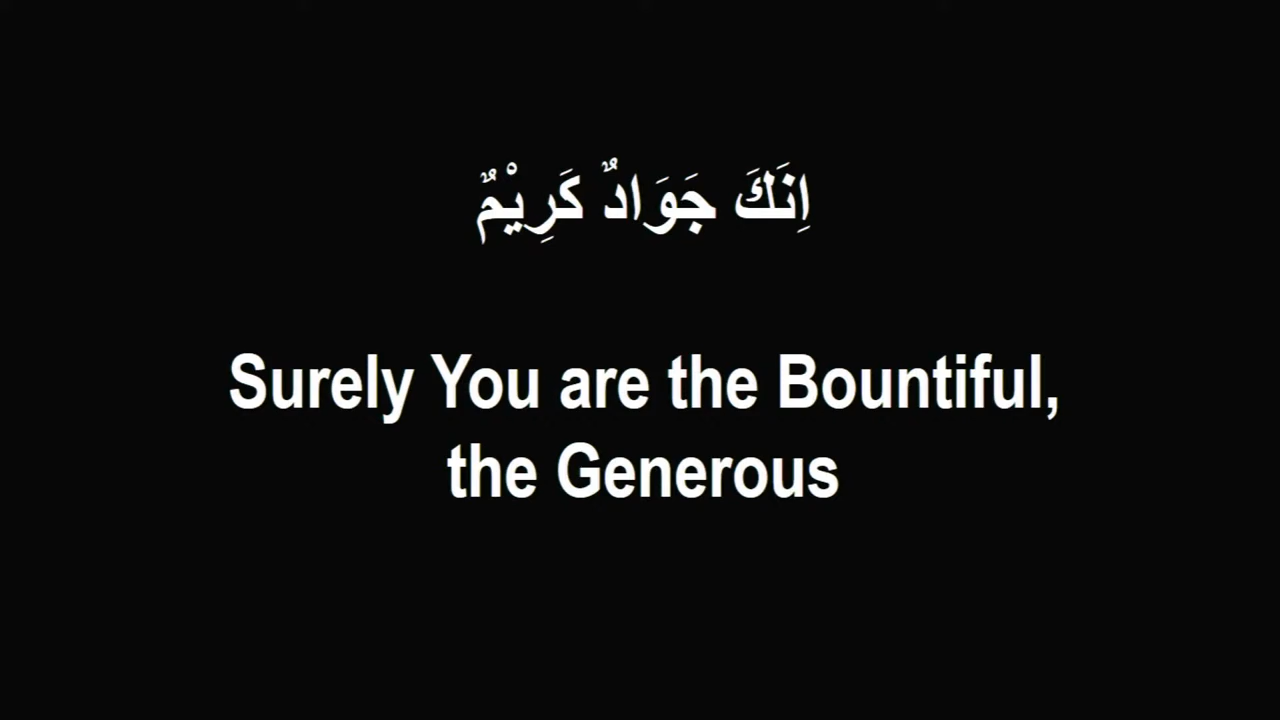 اِنَكَ جَوَادٌ كَرِيْمٌ
Surely You are the Bountiful,
the Generous